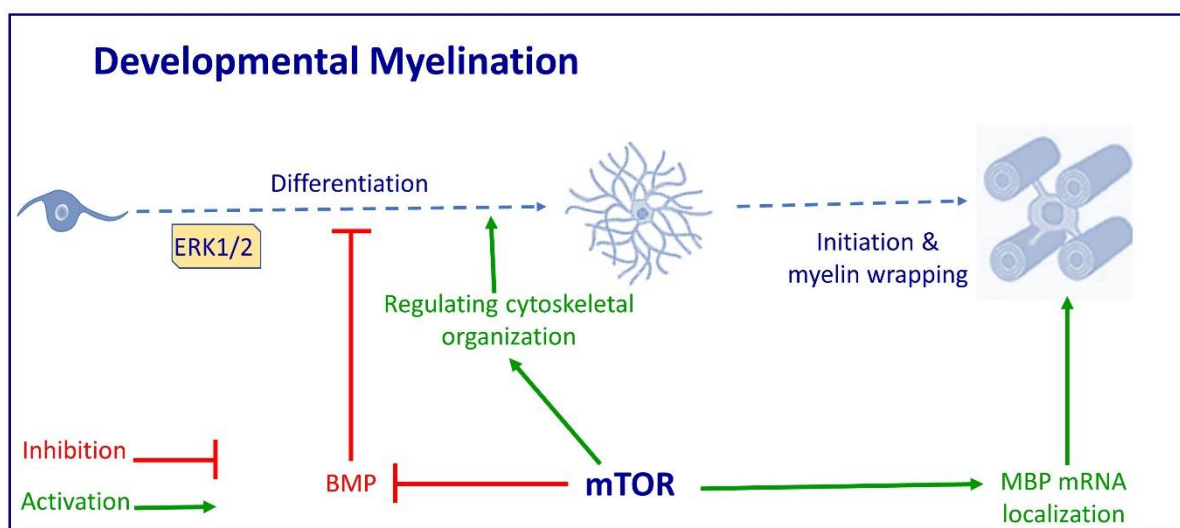 Developmental Myelination
Differentiation
ERK1/2
Initiation &
myelin wrapping
Regulating cytoskeletal
organization
Inhibition
Activation
BMP
mTOR
MBP mRNA
localization